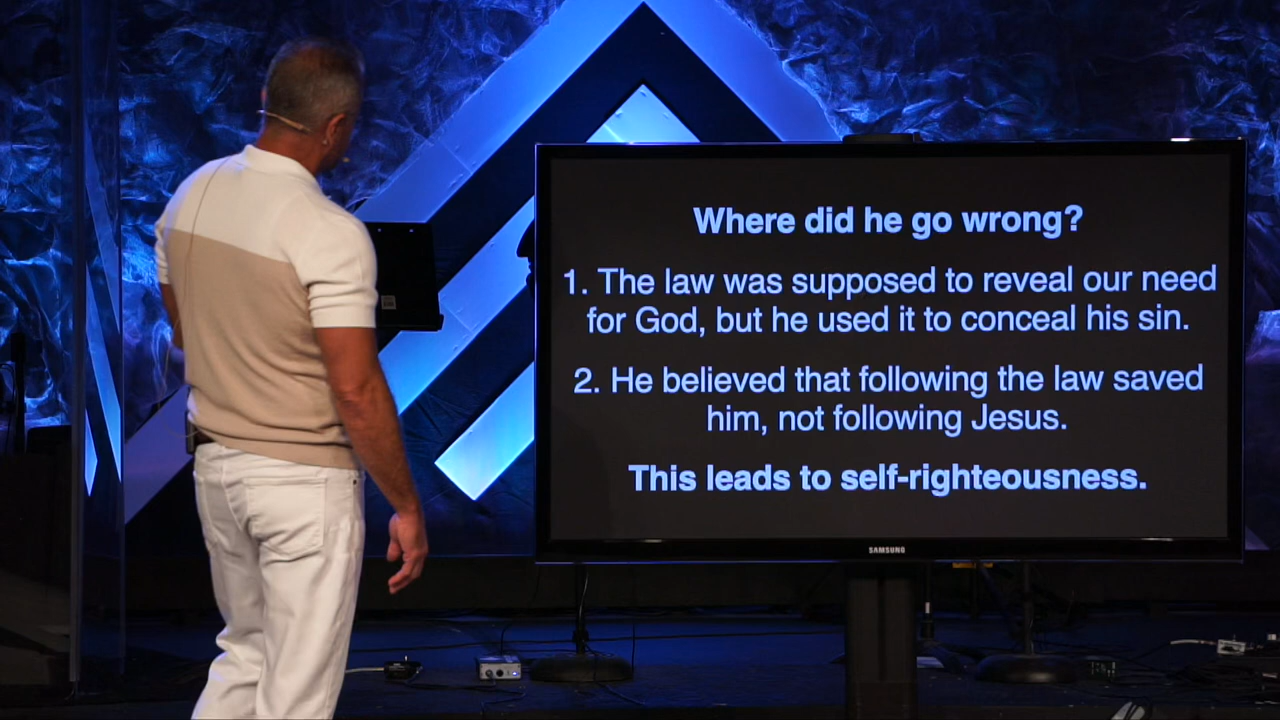 Where did he go wrong?
1. The law was supposed to reveal our need
for God, but he used it to conceal his sin.
2. He believed that following the law saved
him, not following Jesus.
This leads to self-righteousness.
SAMSUNG